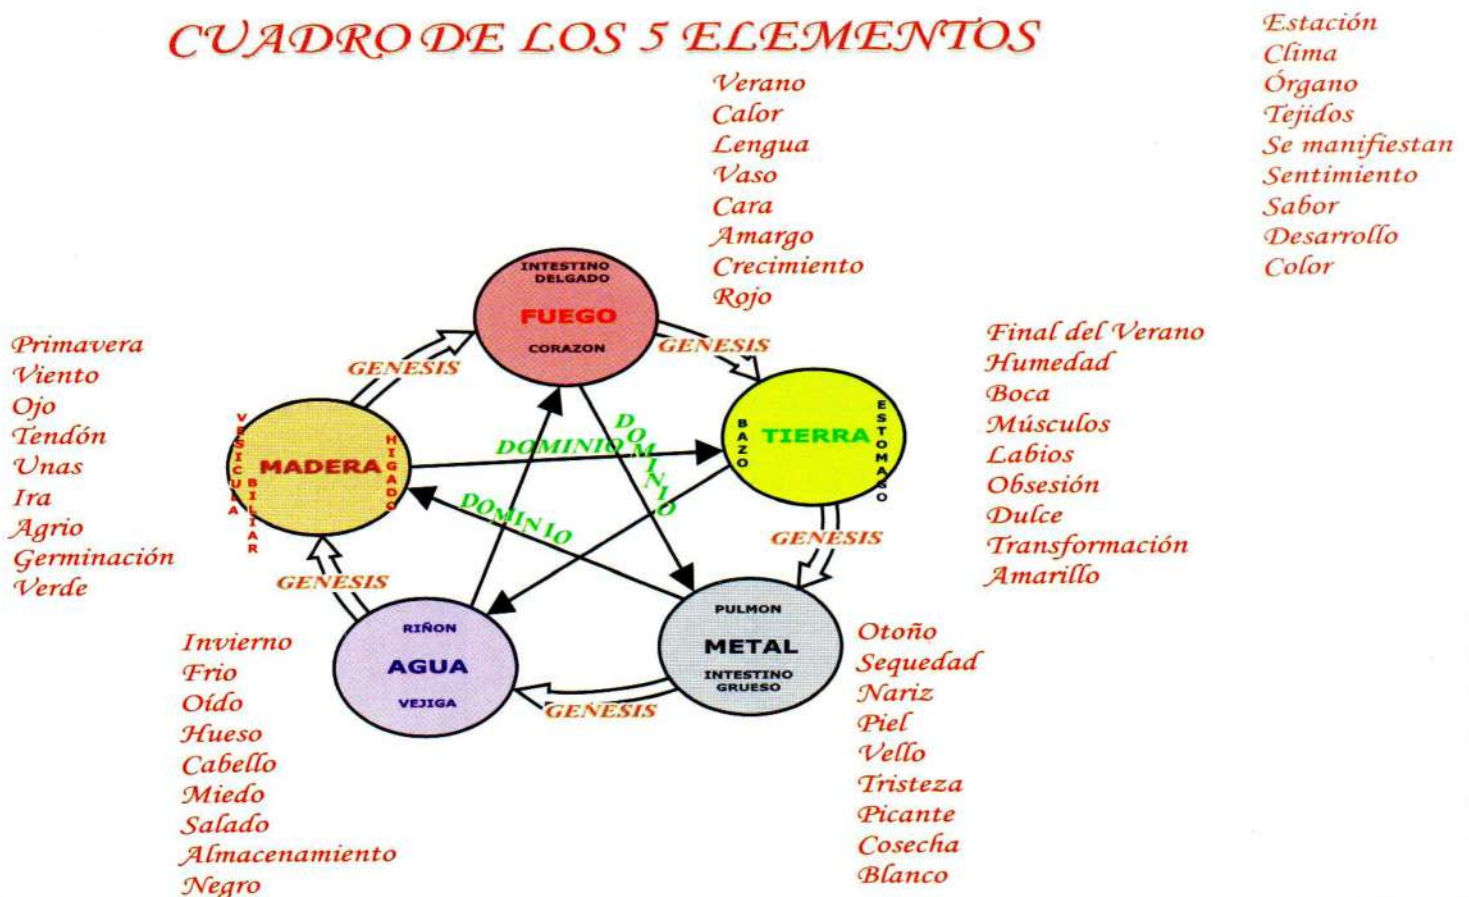 CUADRO DE LOS 5 ELEMENTOS
Estación
Clima
Órgano
Tejidos
Se manifiestan
Sentimiento
Sabor
Desarrollo
Color
Verano
Calor
Lengua
Vaso
Cara
Amargo
Crecimiento
Rojo
INTESTINO
DELGADO
FUEGO
CORAZON
GENESIS
GENESIS
Primavera
Viento
Ojo
Tendón
Unas
Ira
Agrio
Germinación
Verde
VESICULA
BILIAR
MADERA
HIGADO
DOMINIO
DOMINIO
DOMINIO
BAZO
TIERRA
ESTOMAGO
Final del Verano
Humedad
Boca
Músculos
Labios
Obsesión
Dulce
Transformación
Amarillo
GENESIS
GENESIS
RIÑON
AGUA
VEJIGA
GENESIS
PULMON
METAL
INTESTINO
GRUESO
Invierno
Frio
Oído
Hueso
Cabello
Miedo
Salado
Almacenamiento
Negro
Otoño
Sequedad
Nariz
Piel
Vello
Tristeza
Picante
Cosecha
Blanco